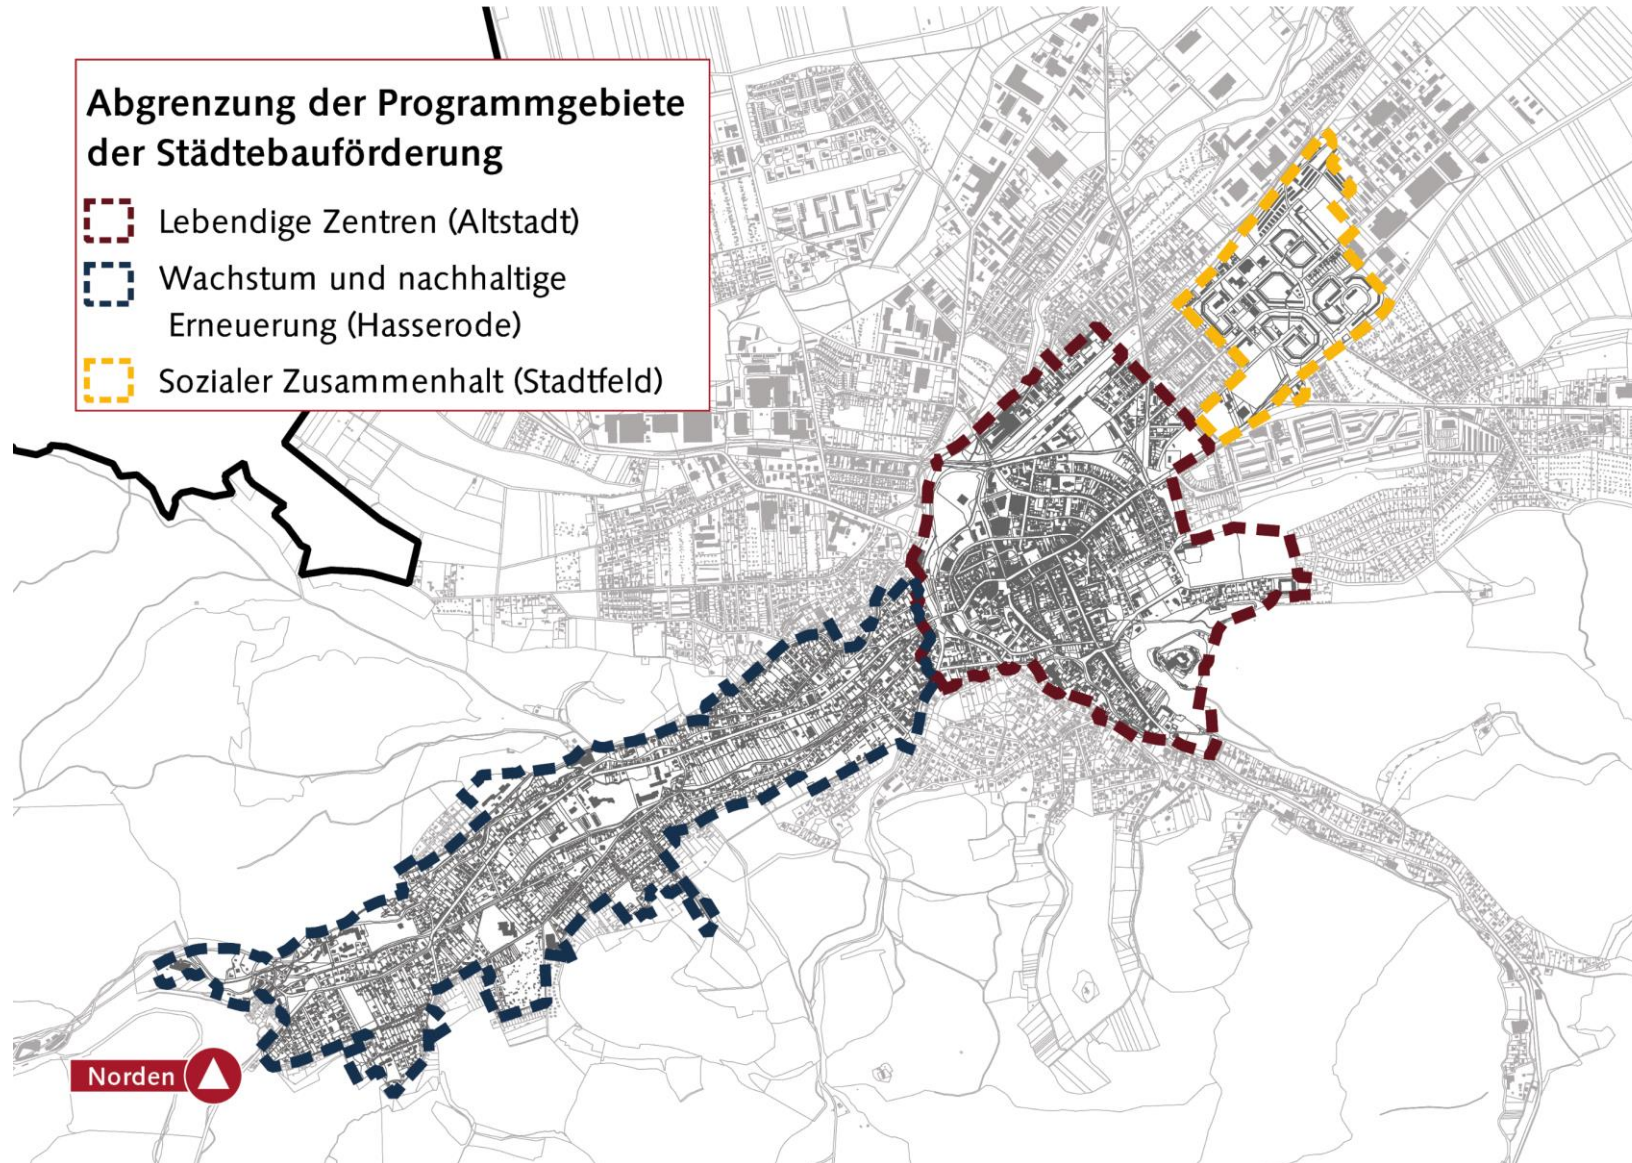 Abgrenzung der Programmgebiete
der Städtebauförderung
Lebendige Zentren (Altstadt)
Wachstum und nachhaltige
Erneuerung (Hasserode)
Sozialer Zusammenhalt (Stadtfeld)
Norden